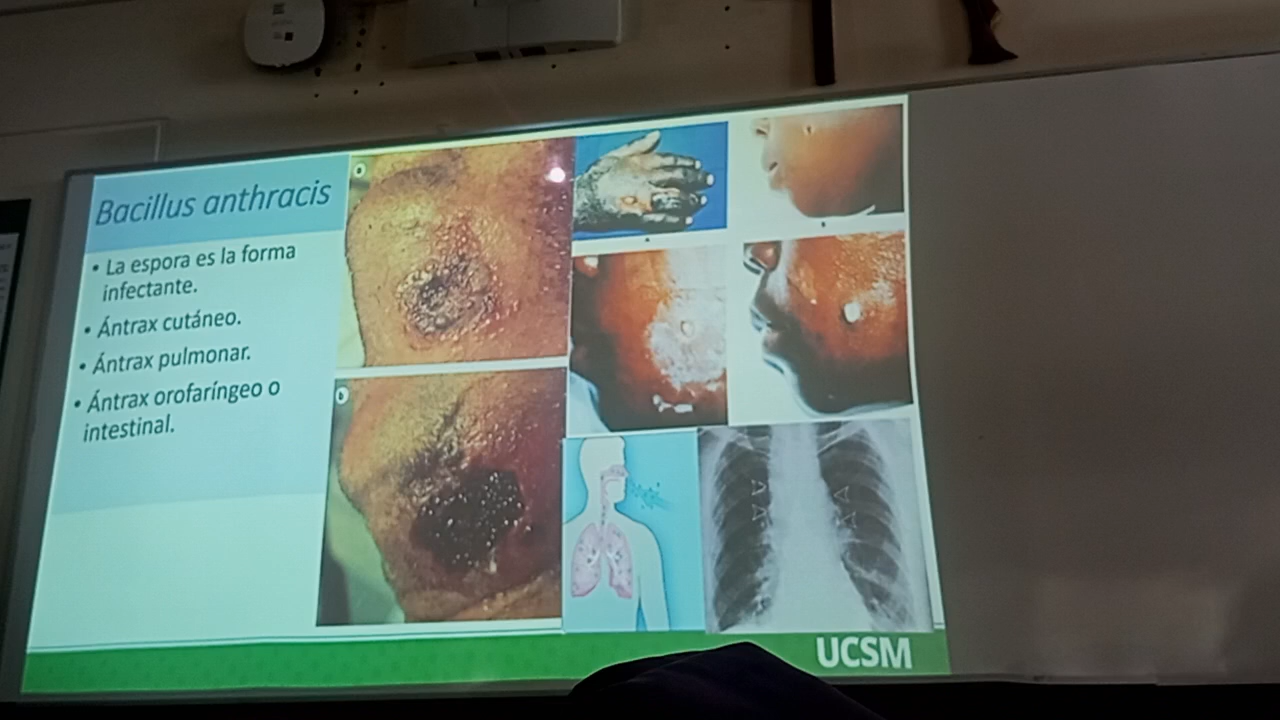 Bacillus anthracis
• La espora es la forma
infectante.
• Ántrax cutáneo.
• Ántrax pulmonar.
• Ántrax orofaríngeo o
intestinal.
UCSM